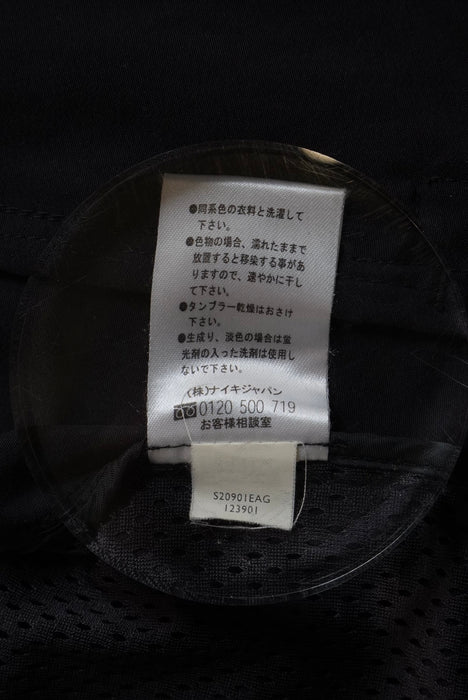 ●同系色の衣料と洗濯して
下さい。
●色物の場合、濡れたままで
放置すると移染する事があ
りますので、速やかに干し
て下さい。
●タンブラー乾燥はおさけ
下さい。
●生成り、淡色の場合は蛍
光剤の入った洗剤は使用し
ないで下さい。
(株)ナイキジャパン
0120 500 719
お客様相談室
S20901EAG
123901